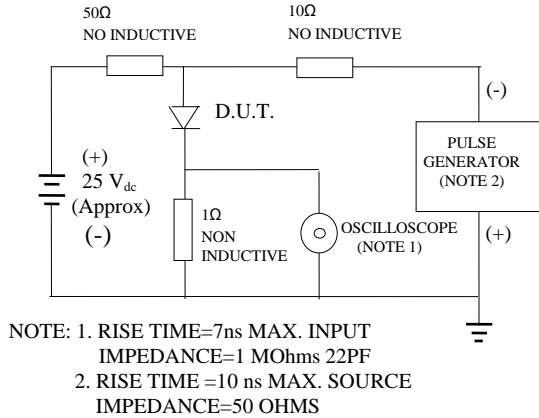 50Ω
NO INDUCTIVE
10Ω
NO INDUCTIVE
D.U.T.
(-)
(+)
25 Vdc
(Approx)
(-)
PULSE
GENERATOR
(NOTE 2)
1Ω
NON
INDUCTIVE
OSCILLOSCOPE
(NOTE 1)
(+)
NOTE: 1. RISE TIME=7ns MAX. INPUT
IMPEDANCE=1 MOhms 22PF
2. RISE TIME =10 ns MAX. SOURCE
IMPEDANCE=50 OHMS